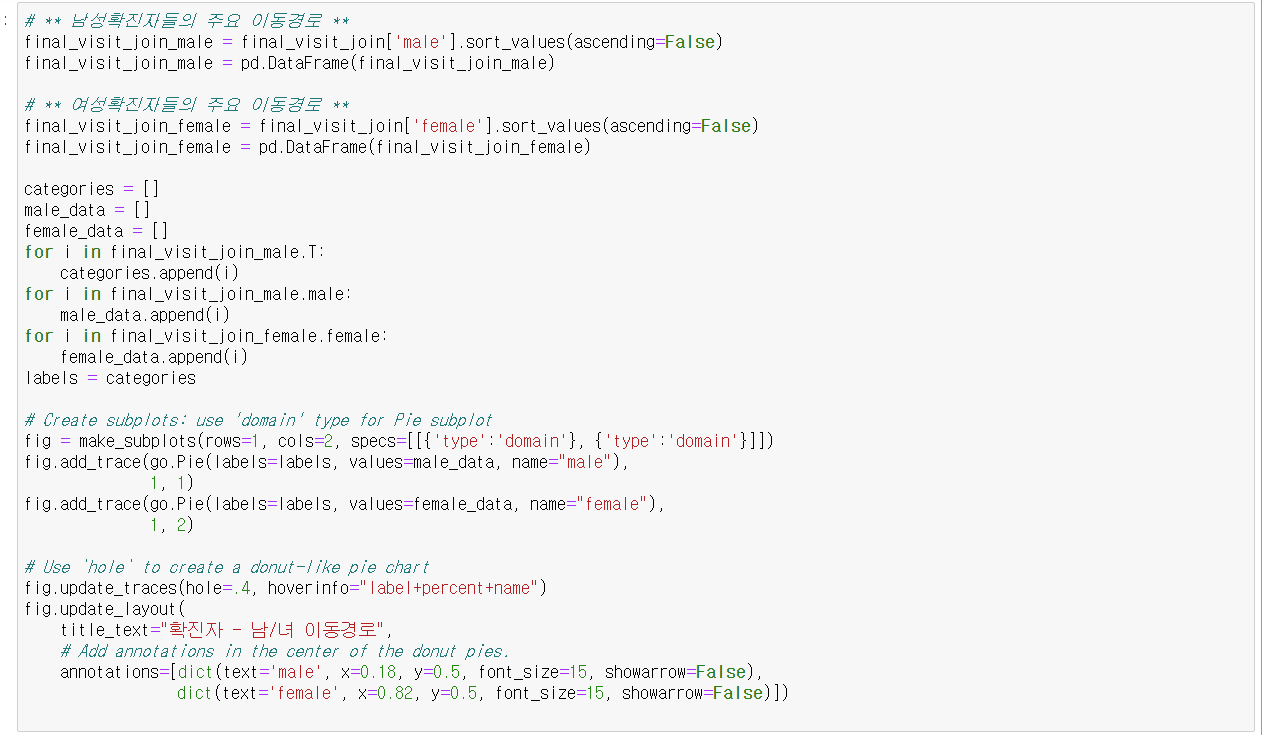 :
# ** 남성확진자들의 주요 이동경로 **
final_visit_join_male = final_visit_join['male'].sort_values(ascending=False)
final_visit_join_male = pd.DataFrame(final_visit_join_male)
# ** 여성확진자들의 주요 이동경로 **
final_visit_join_female = final_visit_join['female'].sort_values(ascending=False)
final_visit_join_female = pd.DataFrame(final_visit_join_female)
categories = []
male_data = []
female_data = []
for i in final_visit_join_male.T:
    categories.append(i)
for i in final_visit_join_male.male:
    male_data.append(i)
for i in final_visit_join_female.female:
    female_data.append(i)
labels = categories
# Create subplots: use 'domain' type for Pie subplot
fig = make_subplots(rows=1, cols=2, specs=[[{'type':'domain'}, {'type':'domain'}]])
fig.add_trace(go.Pie(labels=labels, values=male_data, name="male"),
              1, 1)
fig.add_trace(go.Pie(labels=labels, values=female_data, name="female"),
              1, 2)
# Use `hole` to create a donut-like pie chart
fig.update_traces(hole=.4, hoverinfo="label+percent+name")
fig.update_layout(
    title_text="확진자 - 남/녀 이동경로",
    # Add annotations in the center of the donut pies.
    annotations=[dict(text='male', x=0.18, y=0.5, font_size=15, showarrow=False),
                 dict(text='female', x=0.82, y=0.5, font_size=15, showarrow=False)])